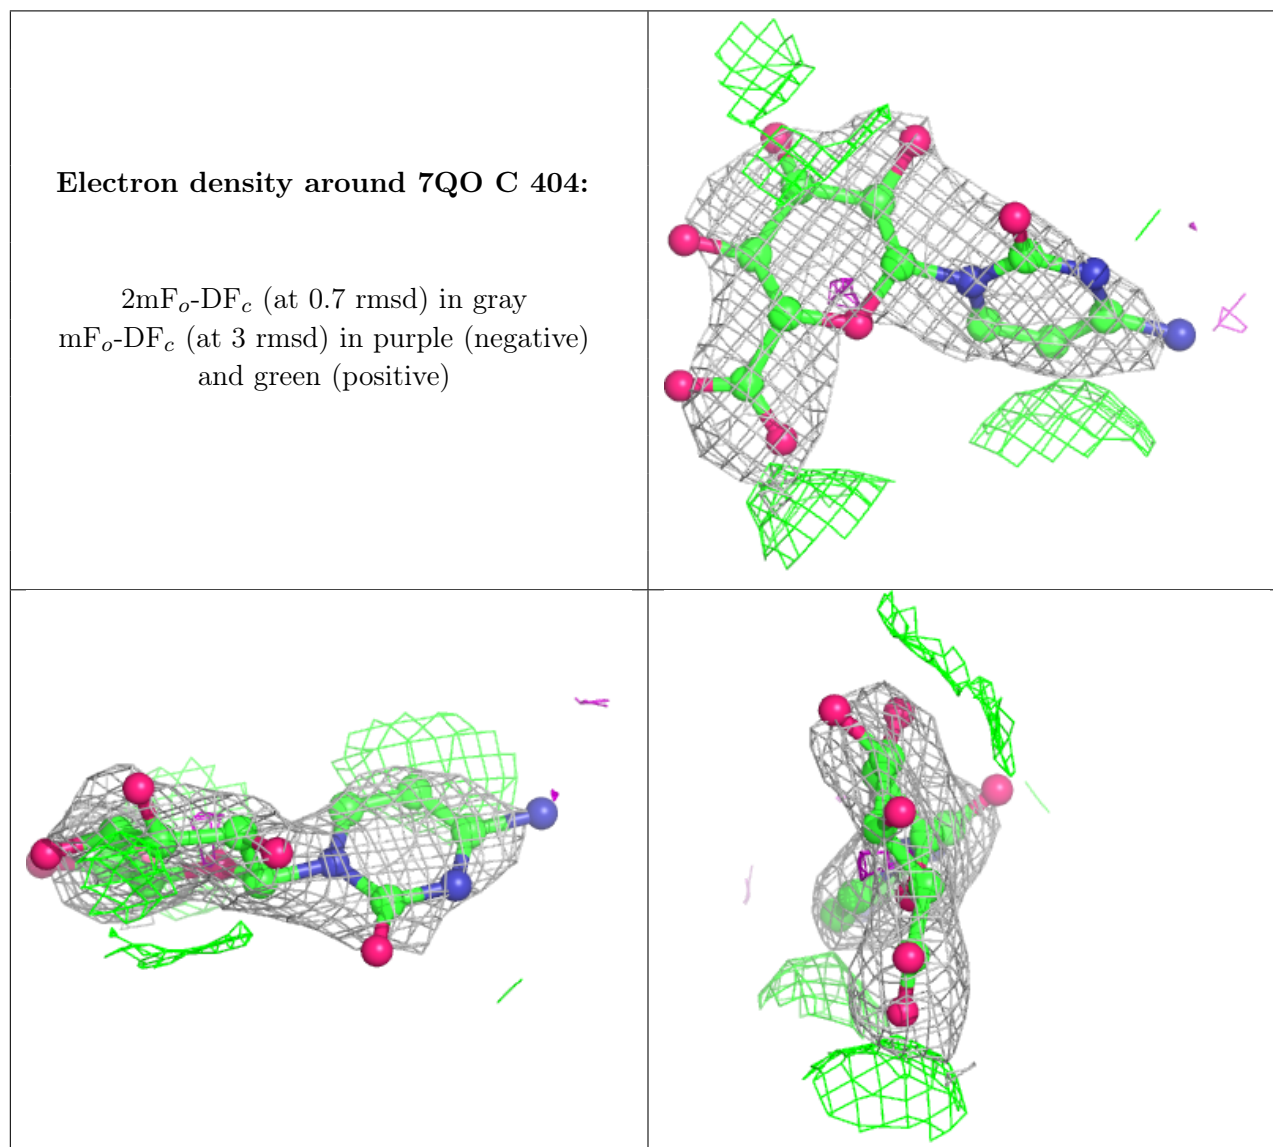 Electron density around 7QO C 404:
2mFo-DFc (at 0.7 rmsd) in gray
mFo-DFc (at 3 rmsd) in purple (negative)
and green (positive)